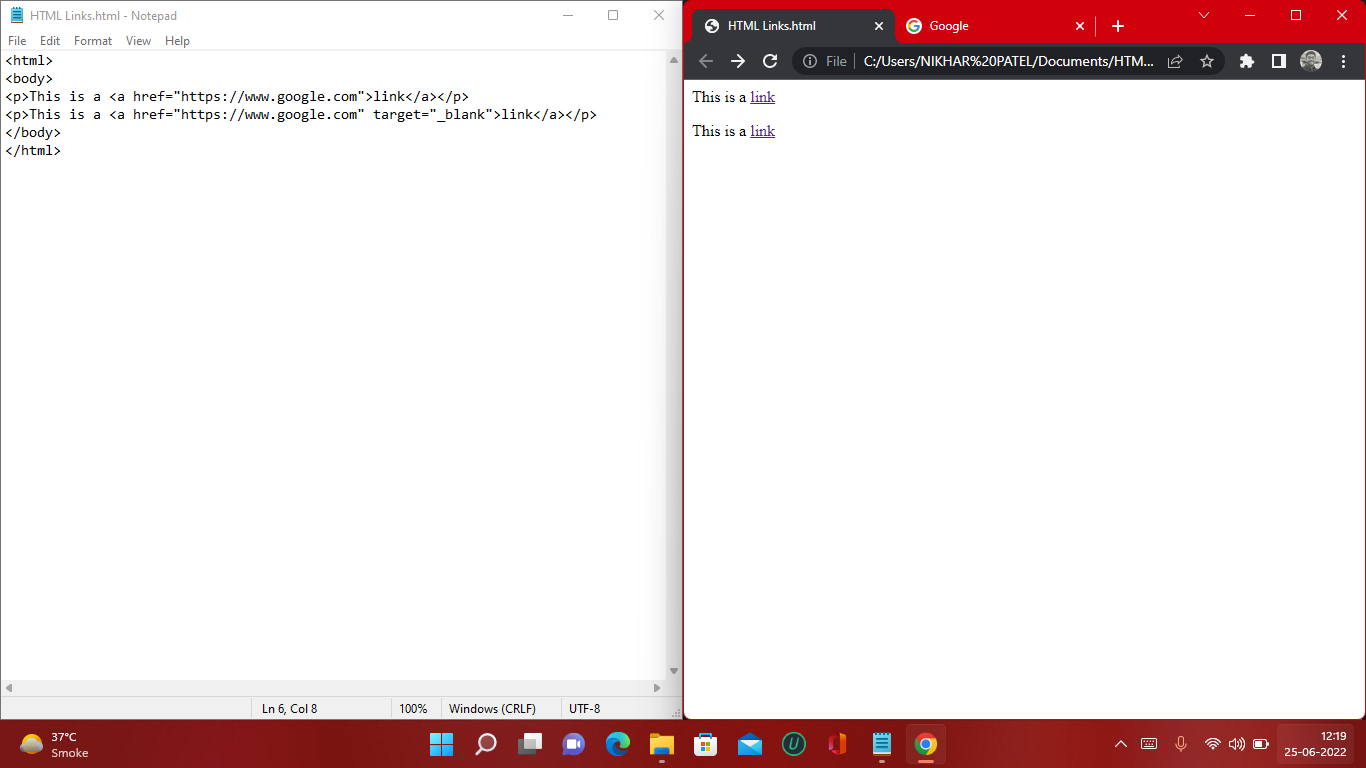 HTML Links.html - Notepad
File Edit Format View Help
<html>
<body>
<p>This is a <a href="https://www.google.com">link</a></p>
<p>This is a <a href="https://www.google.com" target="_blank">link</a></p>
</body>
</html>
Ln 6, Col 8 100% Windows (CRLF) UTF-8
HTML Links.html Google
File C:/Users/NIKHAR%20PATEL/Documents/HTM...
This is a link
This is a link
37°C
Smoke
12:19
25-06-2022